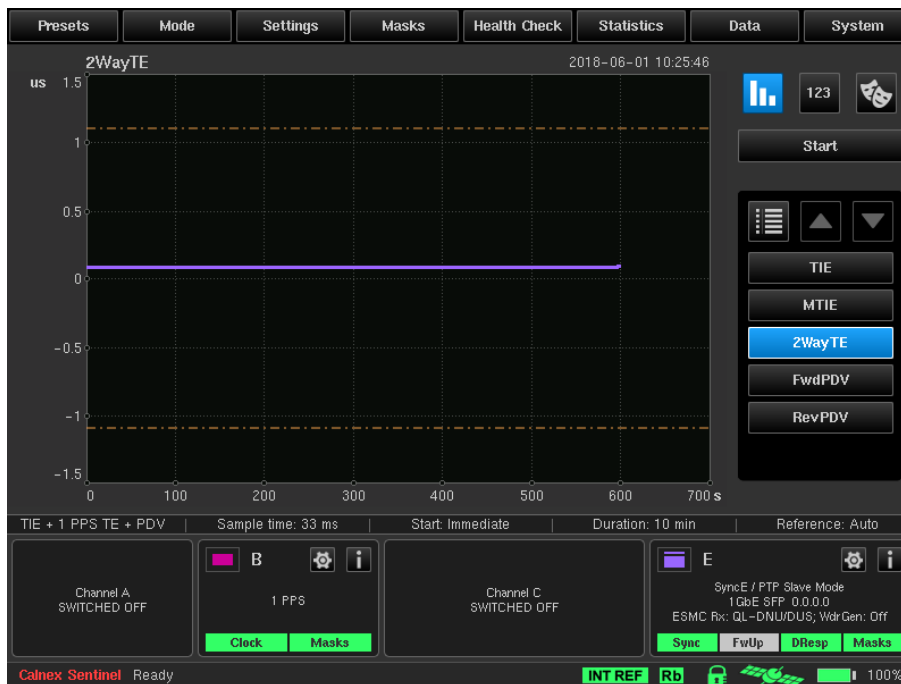 Presets Mode Settings Masks Health Check Statistics Data System
2WayTE 2018-06-01 10:25:46
us 1.5
1
0.5
0
-0.5
-1
-1.5
0 100 200 300 400 500 600 700 s
123
Start
TIE
MTIE
2WayTE
FwdPDV
RevPDV
TIE + 1 PPS TE + PDV | Sample time: 33 ms | Start: Immediate | Duration: 10 min | Reference: Auto
Channel A
SWITCHED OFF
B i
1 PPS
Clock Masks
Channel C
SWITCHED OFF
E i
SyncE / PTP Slave Mode
1GbE SFP 0.0.0.0
ESMC Rx: QL-DNU/DUS; WdrGen: Off
Sync FwUp DResp Masks
Calnex Sentinel Ready INT REF Rb 100%